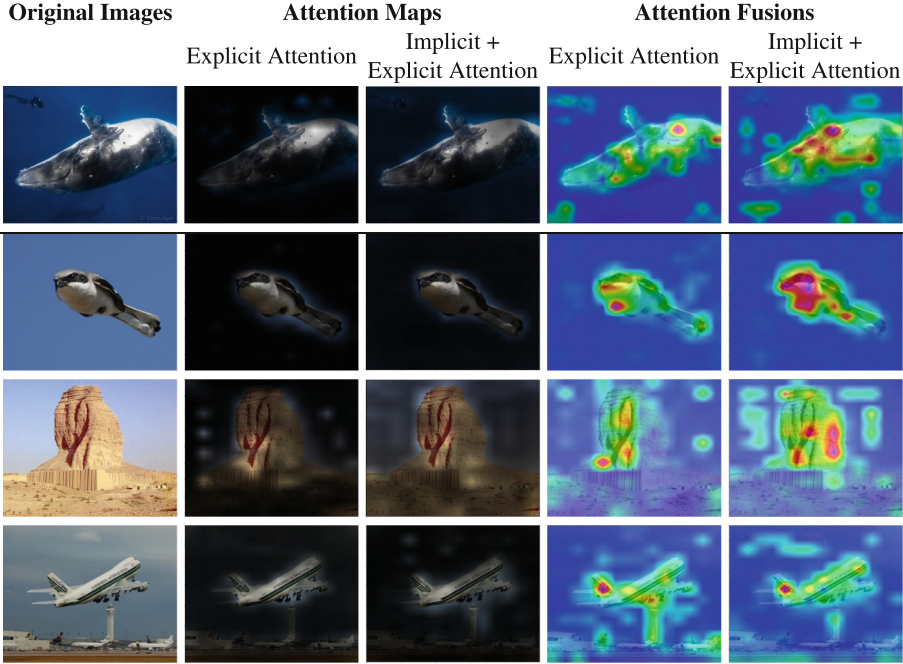 Original Images
Attention Maps
Attention Fusions
Explicit Attention
Implicit +
Explicit Attention
Explicit Attention
Implicit +
Explicit Attention